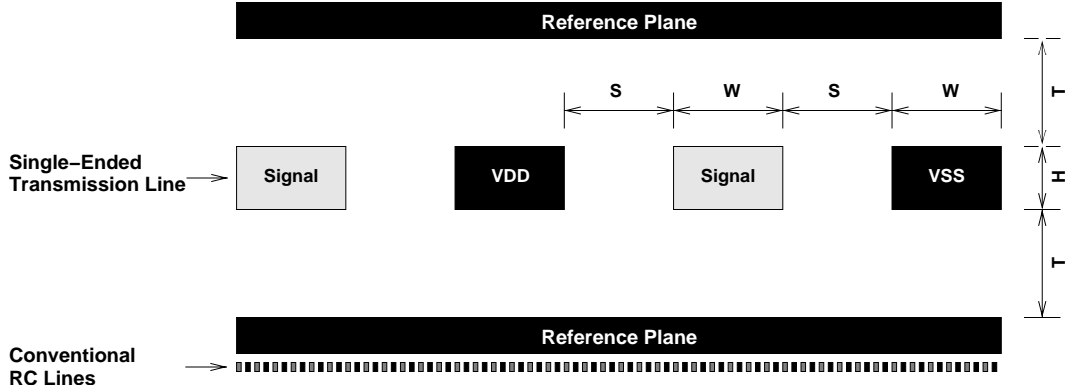 Reference Plane
S W S W
T
Single–Ended
Transmission Line
Signal VDD Signal VSS
H
T
Reference Plane
Conventional
RC Lines